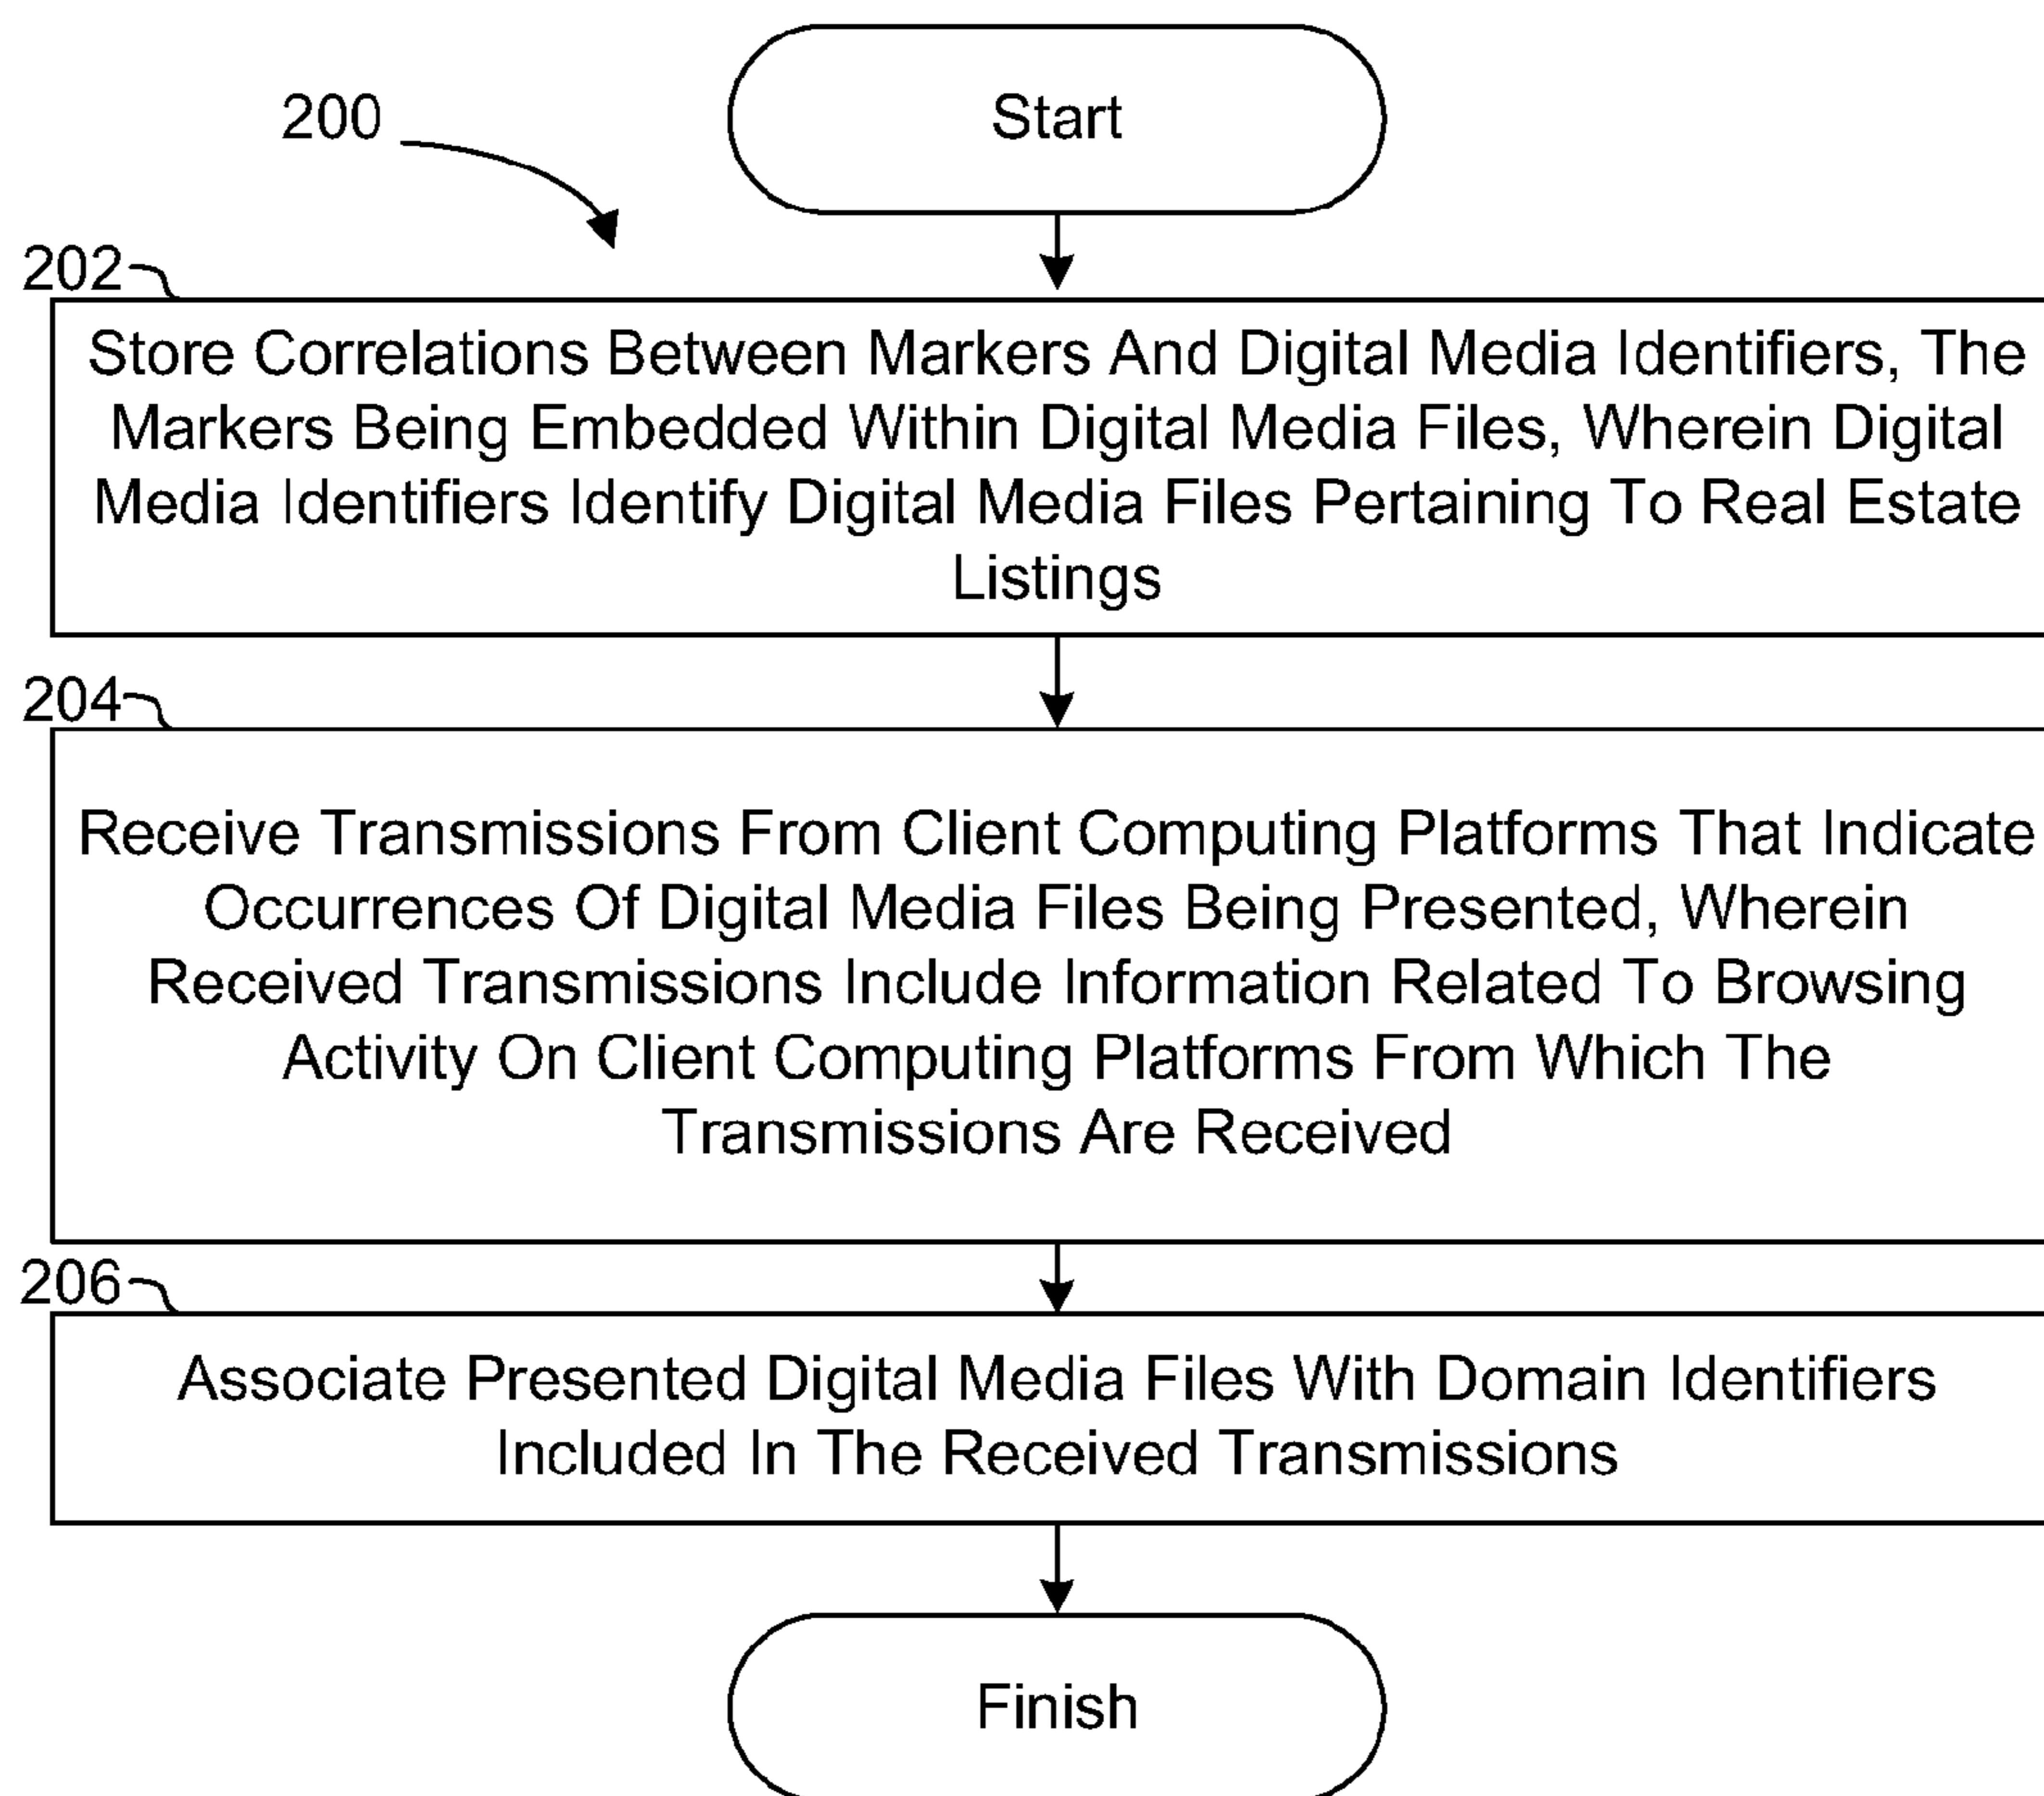 Start
200
202
Store Correlations Between Markers And Digital Media Identifiers, The
Markers Being Embedded Within Digital Media Files, Wherein Digital
Media Identifiers Identify Digital Media Files Pertaining To Real Estate
Listings
204
Receive Transmissions From Client Computing Platforms That Indicate
Occurrences Of Digital Media Files Being Presented, Wherein
Received Transmissions Include Information Related To Browsing
Activity On Client Computing Platforms From Which The
Transmissions Are Received
206
Associate Presented Digital Media Files With Domain Identifiers
Included In The Received Transmissions
Finish